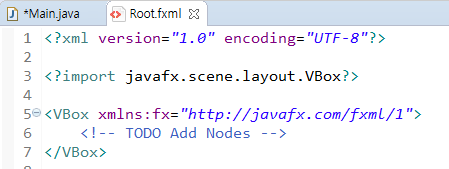 *Main.java Root.fxml
1 <?xml version="1.0" encoding="UTF-8"?>
2
3 <?import javafx.scene.layout.VBox?>
4
5 <VBox xmlns:fx="http://javafx.com/fxml/1">
6 <!-- TODO Add Nodes -->
7 </VBox>